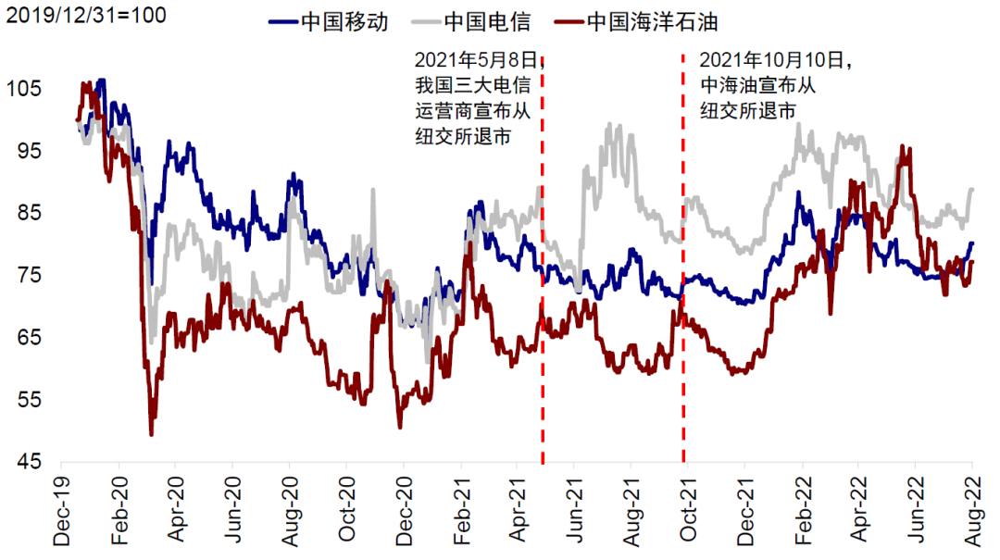 2019/12/31=100
中国移动
中国电信
中国海洋石油
2021年5月8日，
我国三大电信
运营商宣布从
纽交所退市
2021年10月10日，
中海油宣布从
纽交所退市
105
95
85
75
65
55
45
Dec-19
Feb-20
Apr-20
Jun-20
Aug-20
Oct-20
Dec-20
Feb-21
Apr-21
Jun-21
Aug-21
Oct-21
Dec-21
Feb-22
Apr-22
Jun-22
Aug-22